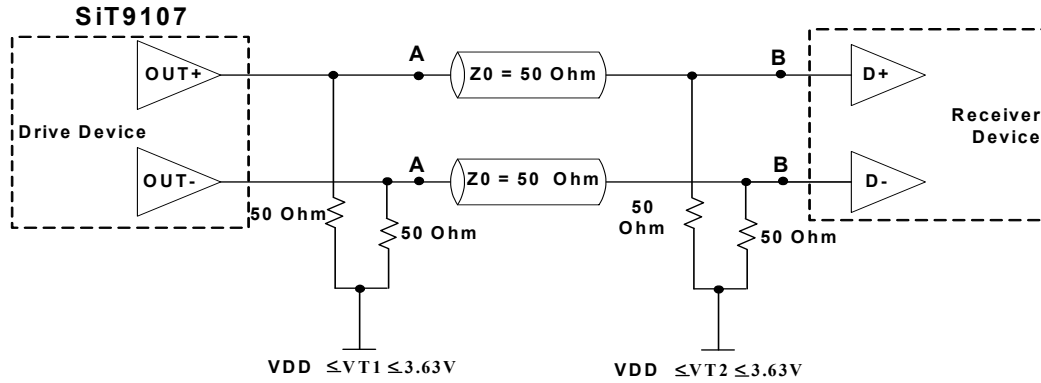 SiT9107
A
B
OUT+
Z0 = 50 Ohm
D+
Drive Device
Receiver
Device
A
B
OUT-
Z0 = 50 Ohm
D-
50 Ohm
50 Ohm
50
Ohm
50 Ohm
VDD ≤VT1 ≤3.63V
VDD ≤VT2 ≤3.63V